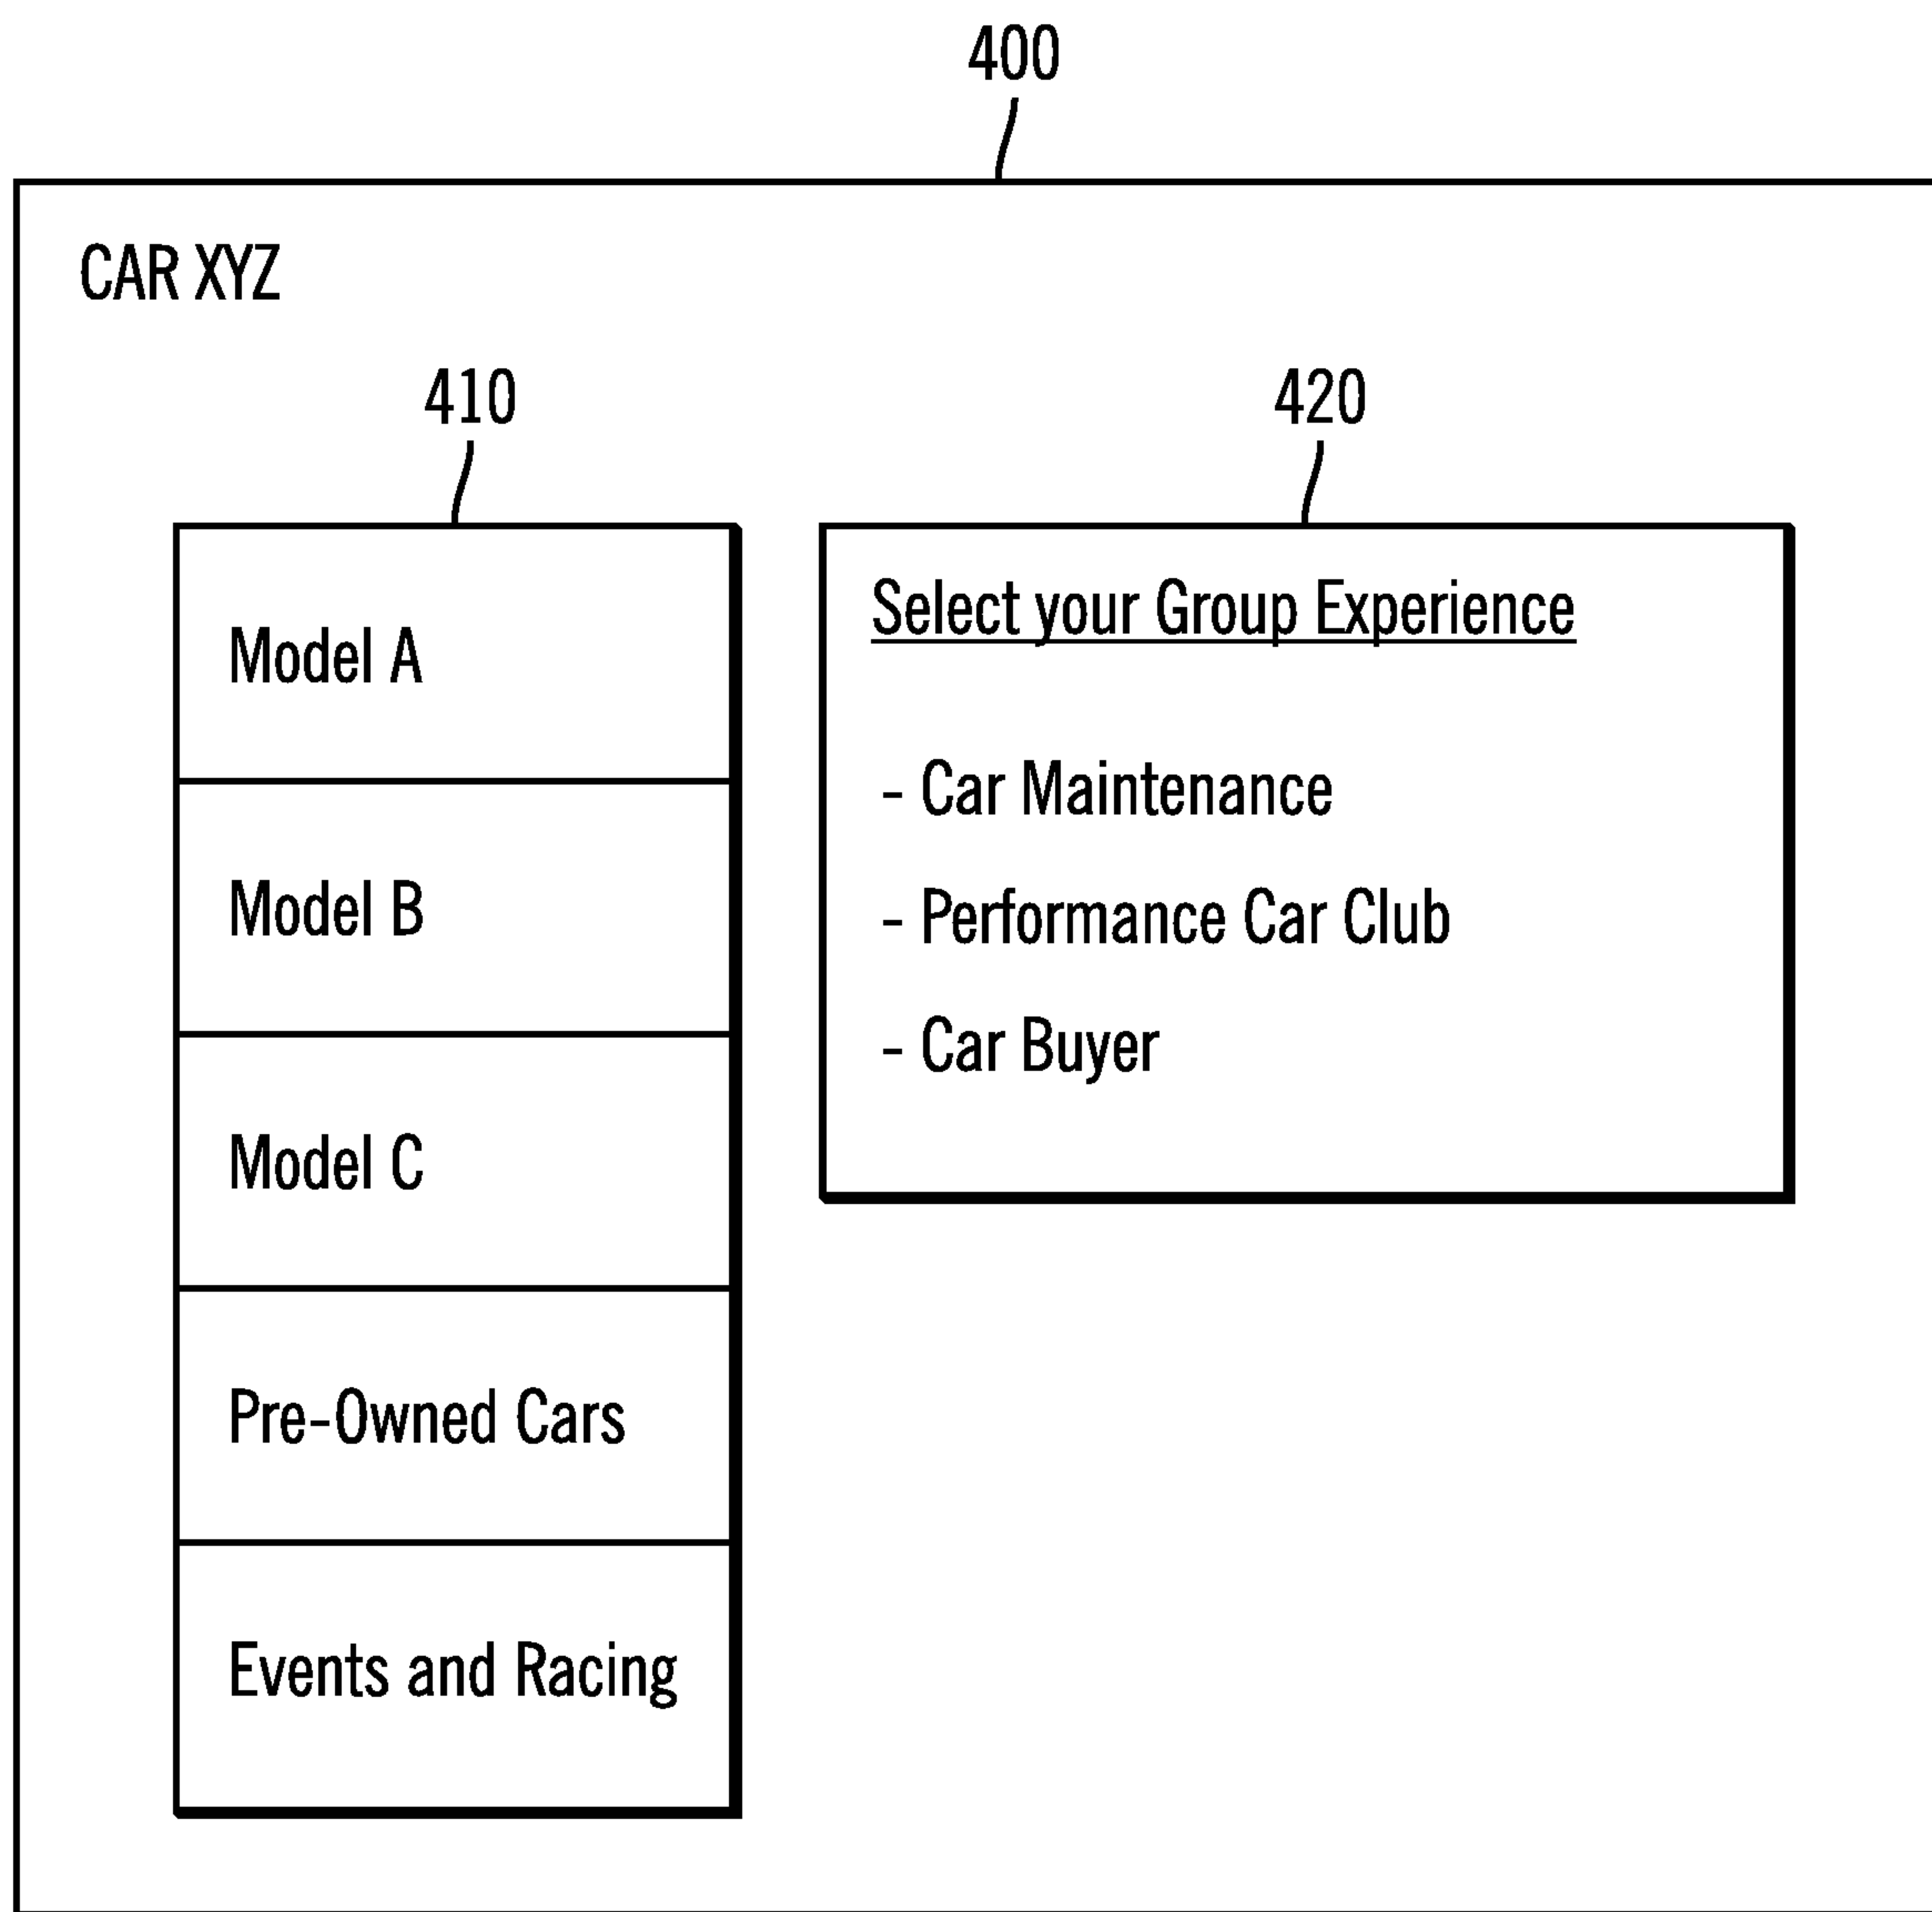 400
CAR XYZ
410
Model A
Model B
Model C
Pre-Owned Cars
Events and Racing
420
Select your Group Experience
- Car Maintenance
- Performance Car Club
- Car Buyer